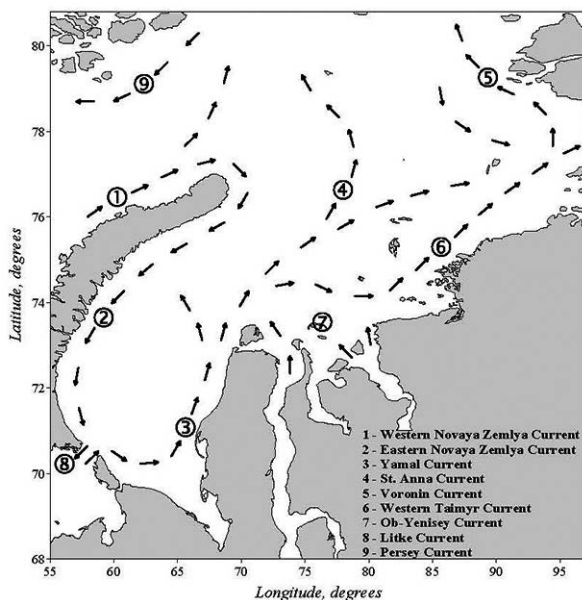 80
78
76
74
72
70
68
Latitude, degrees
9
5
1
4
6
2
7
3
8
1 - Western Novaya Zemlya Current
2 - Eastern Novaya Zemlya Current
3 - Yamal Current
4 - St. Anna Current
5 - Voronin Current
6 - Western Taimyr Current
7 - Ob-Yenisey Current
8 - Litke Current
9 - Persey Current
55 60 65 70 75 80 85 90 95
Longitude, degrees